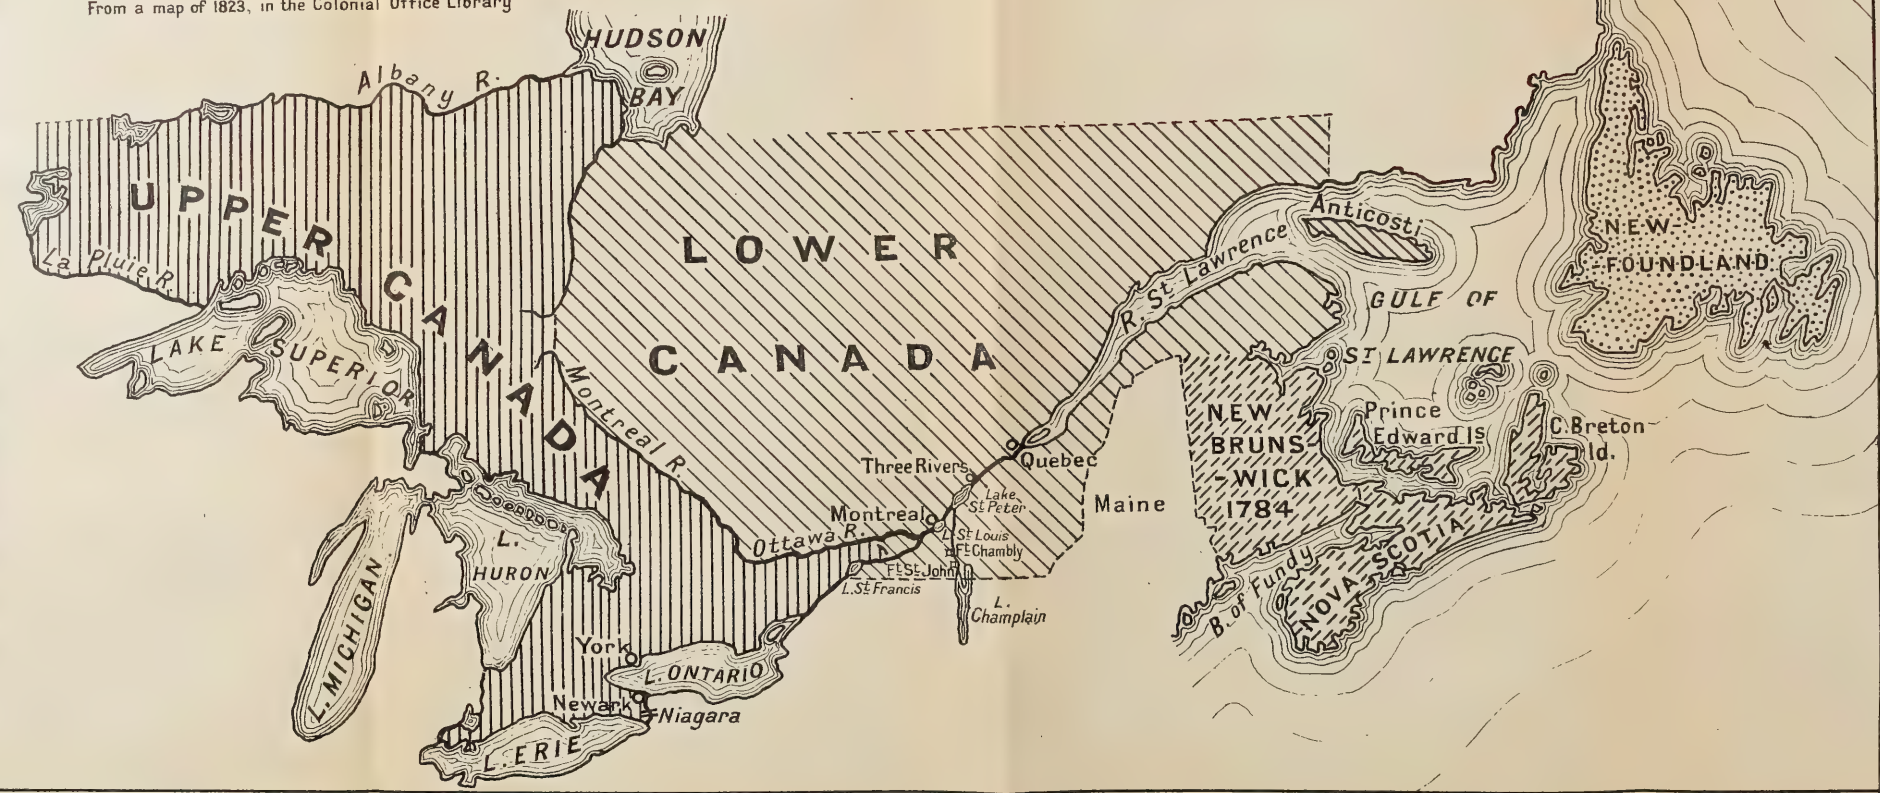 From a map of 1823, in the Colonial Office Library
HUDSON
BAY
Albany R.
UPPER CANADA
La Pluie R.
LAKE SUPERIOR
LOWER
CANADA
Montreal R.
Ottawa R.
Three Rivers
Montreal
Quebec
Lake
St Peter
L. St Louis
Ft Chambly
Ft St John
L. St Francis
L.
Champlain
Maine
R. St Lawrence
Anticosti
GULF OF
ST LAWRENCE
NEW-
-FOUNDLAND
NEW
BRUNS
-WICK
1784
Prince
Edward Is
C. Breton
Id.
NOVA SCOTIA
B. of Fundy
L. MICHIGAN
L.
HURON
York
L. ONTARIO
Newark
Niagara
L. ERIE